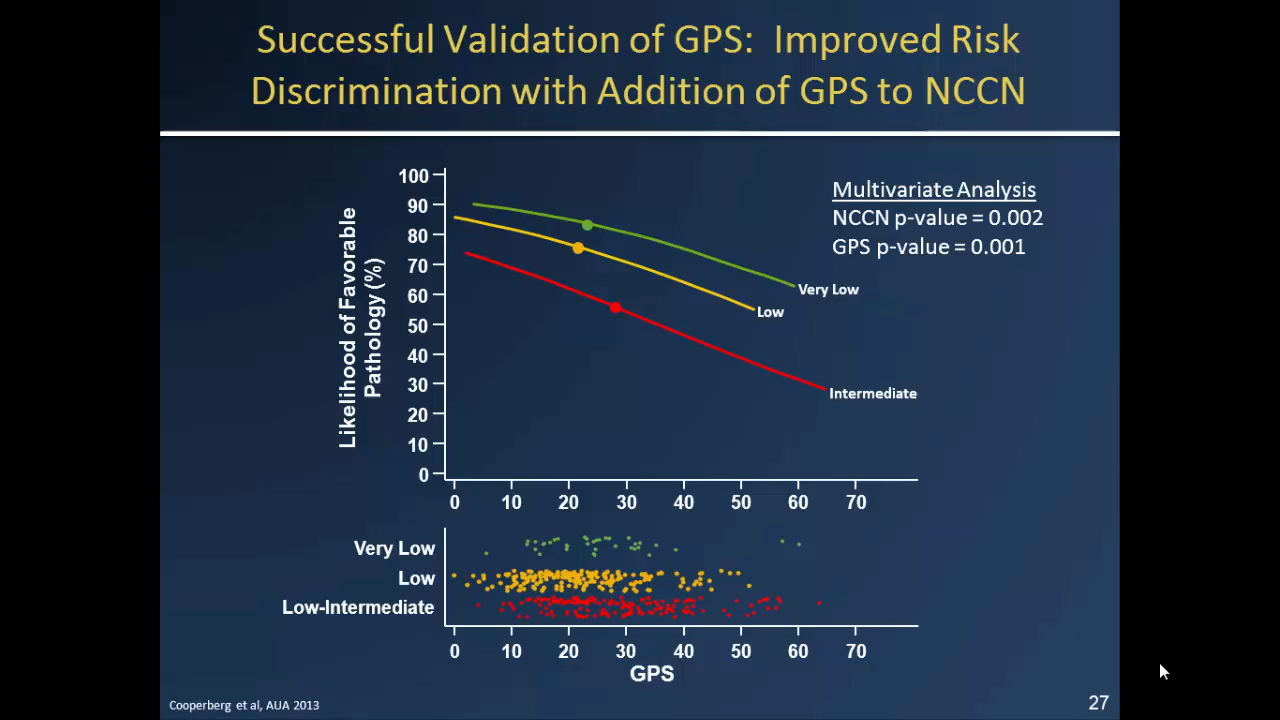 Successful Validation of GPS: Improved Risk
Discrimination with Addition of GPS to NCCN
Multivariate Analysis
NCCN p-value = 0.002
GPS p-value = 0.001
Likelihood of Favorable
Pathology (%)
100
90
80
70
60
50
40
30
20
10
0
Very Low
Low
Intermediate
0 10 20 30 40 50 60 70
Very Low
Low
Low-Intermediate
0 10 20 30 40 50 60 70
GPS
Cooperberg et al, AUA 2013
27